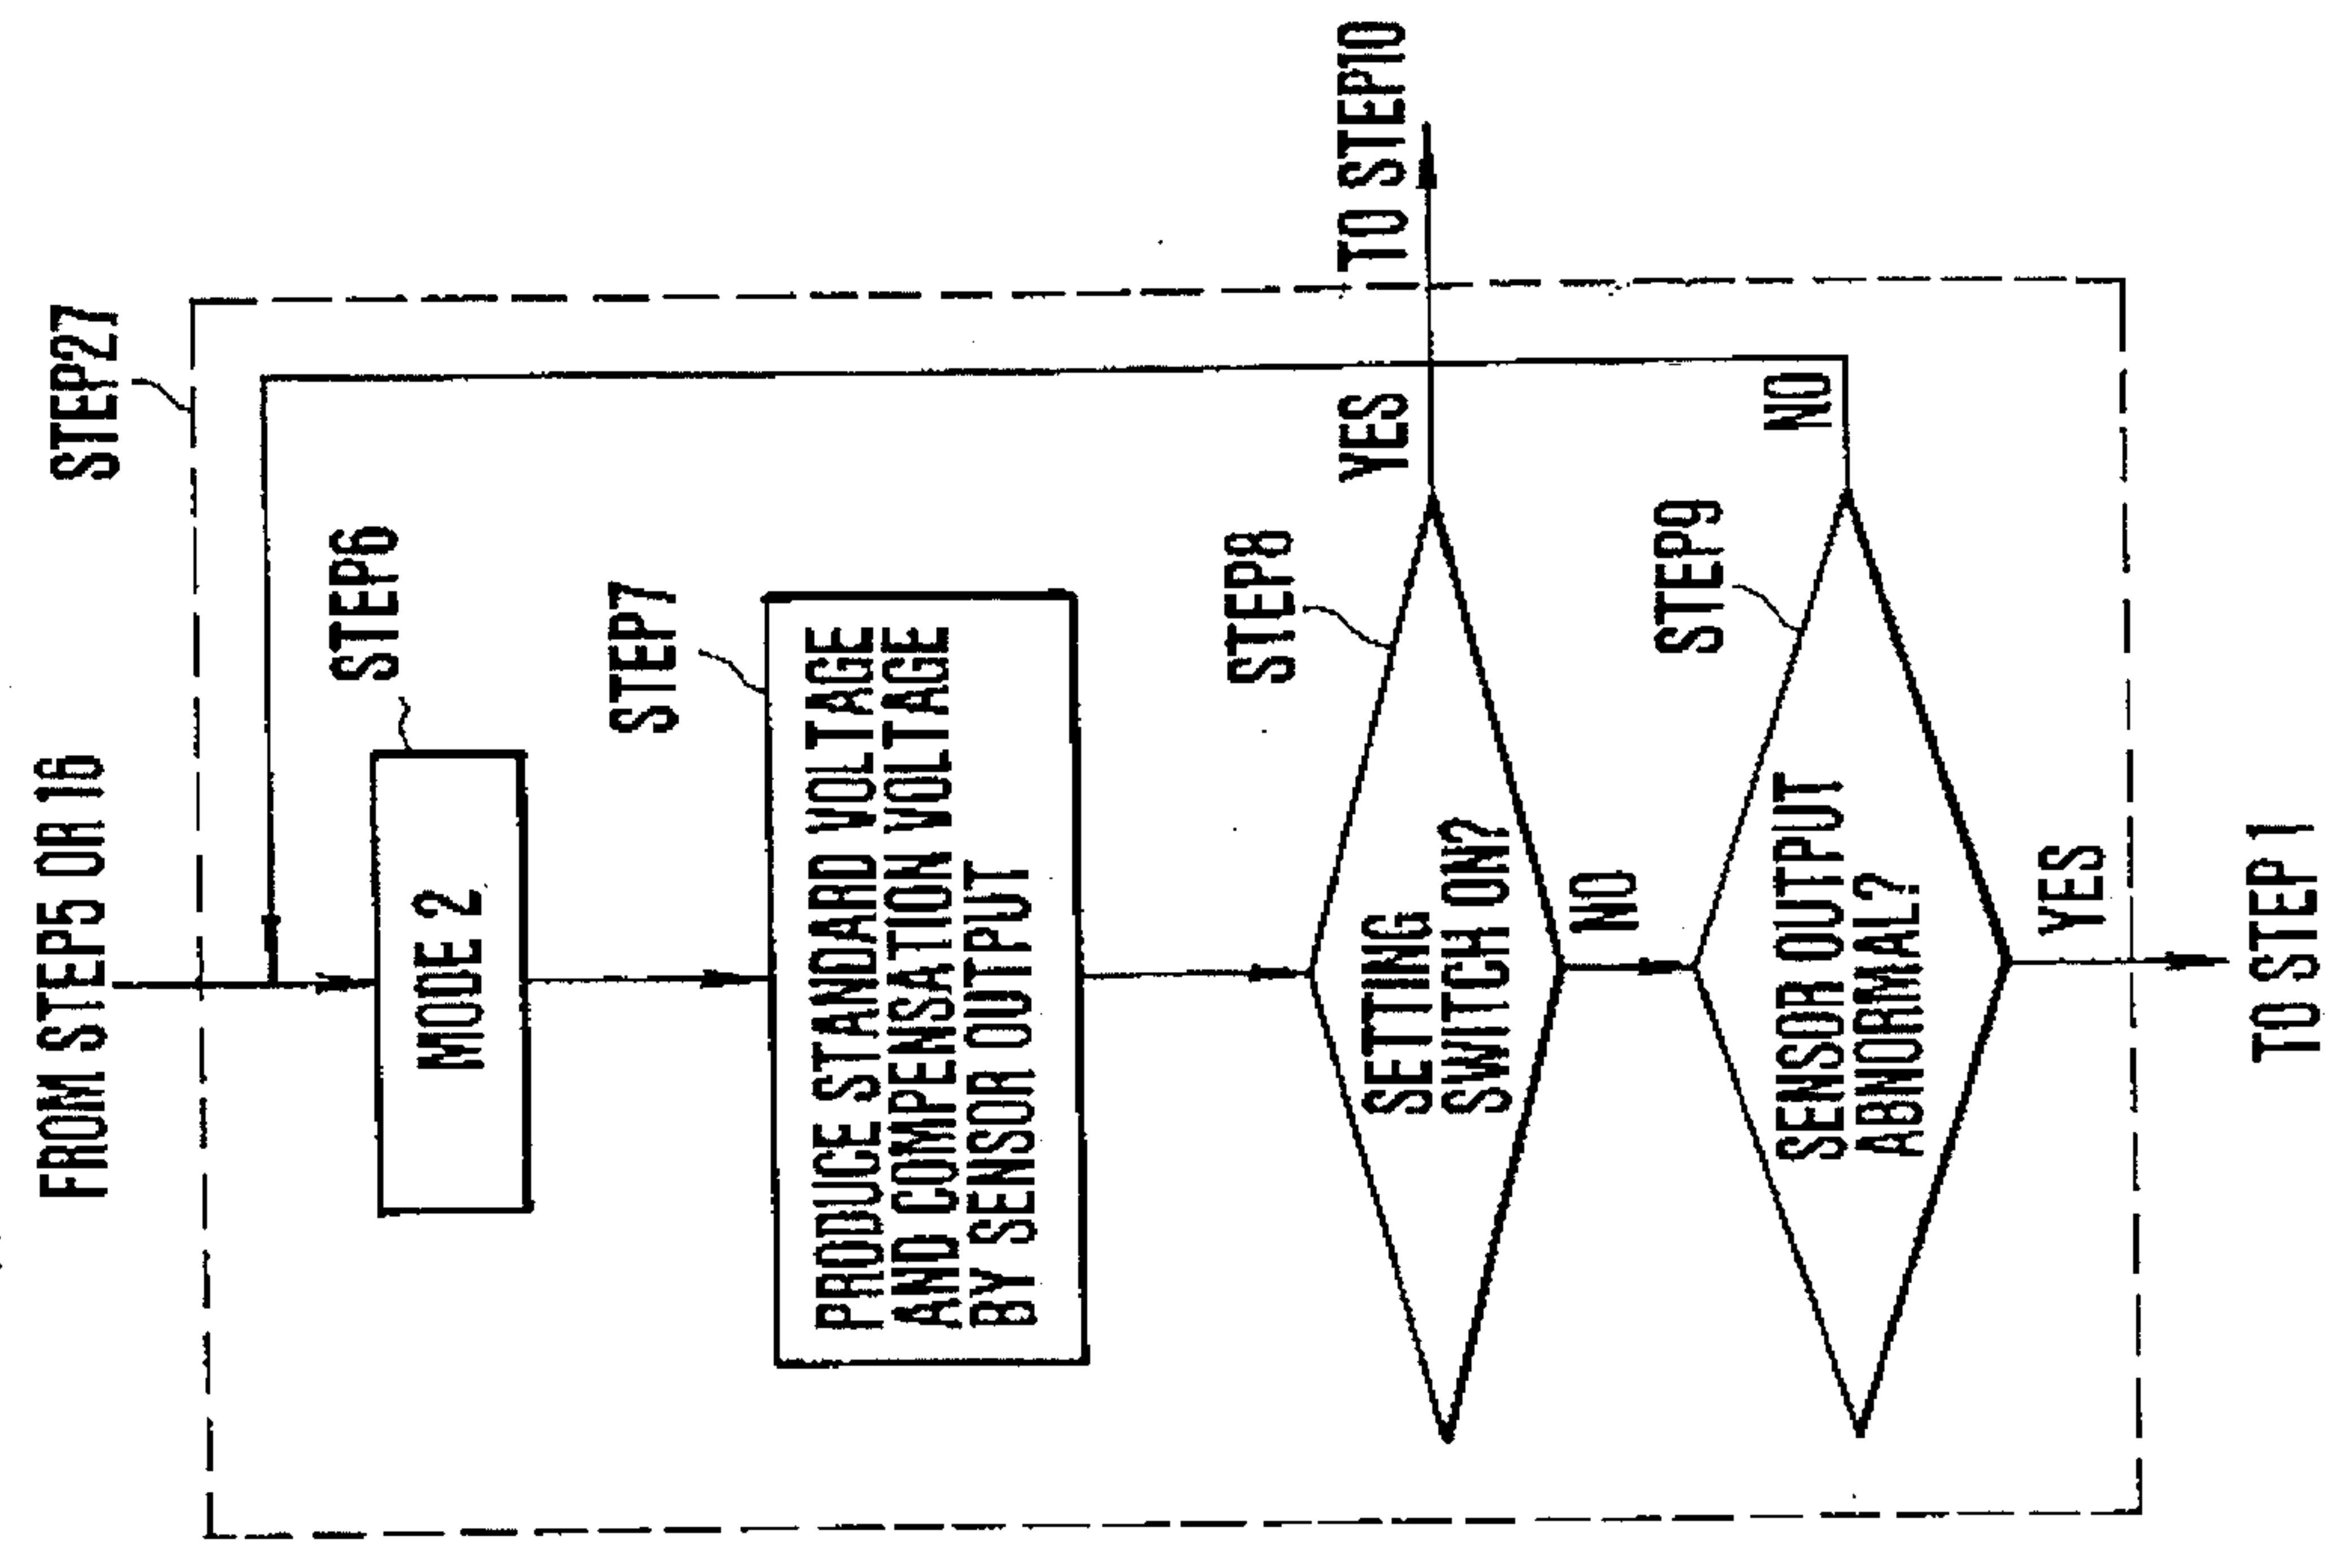 FROM STEP5 OR 16
STEP27
STEP6
MODE 2
STEP7
PRODUCE STANDARD VOLTAGE
AND COMPENSATION VOLTAGE
BY SENSOR OUTPUT
STEP8
SETTING
SWITCH ON?
YES
TO STEP10
NO
STEP9
SENSOR OUTPUT
ABNORMAL?
NO
YES
TO STEP 1